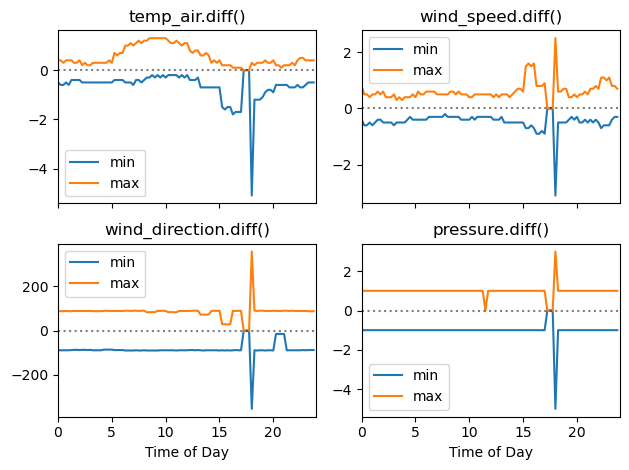 temp_air.diff()
0
−2
−4
min
max
wind_speed.diff()
2
0
−2
min
max
wind_direction.diff()
200
0
−200
min
max
0
5
10
15
20
Time of Day
pressure.diff()
2
0
−2
−4
min
max
0
5
10
15
20
Time of Day